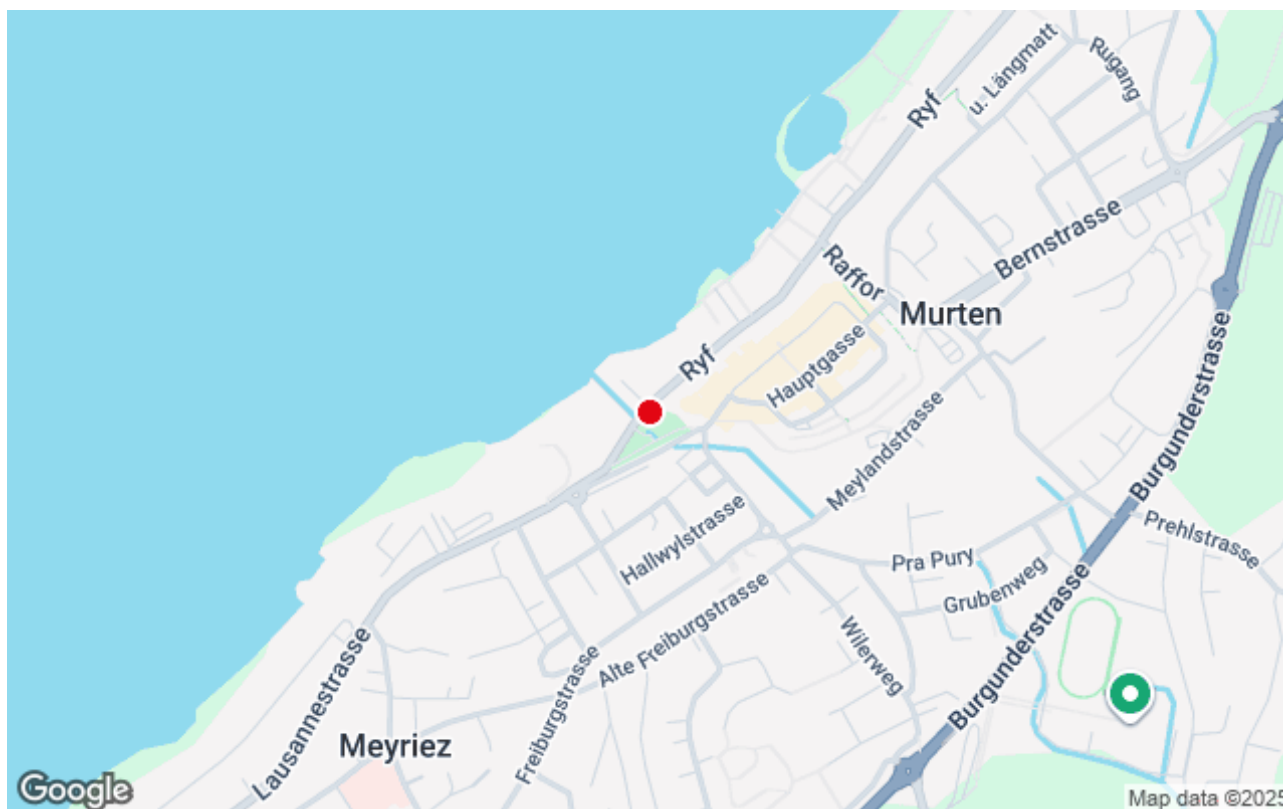 u. Längmatt
Rugang
Ryf
Bernstrasse
Raffor
Murten
Burgunderstrasse
Ryf
Hauptgasse
Meylandstrasse
Hallwylstrasse
Prehlstrasse
Pra Pury
Grubenweg
Alte Freiburgstrasse
Wilerweg
Burgunderstrasse
Lausannestrasse
Freiburgstrasse
Meyriez
Google
Map data ©2025